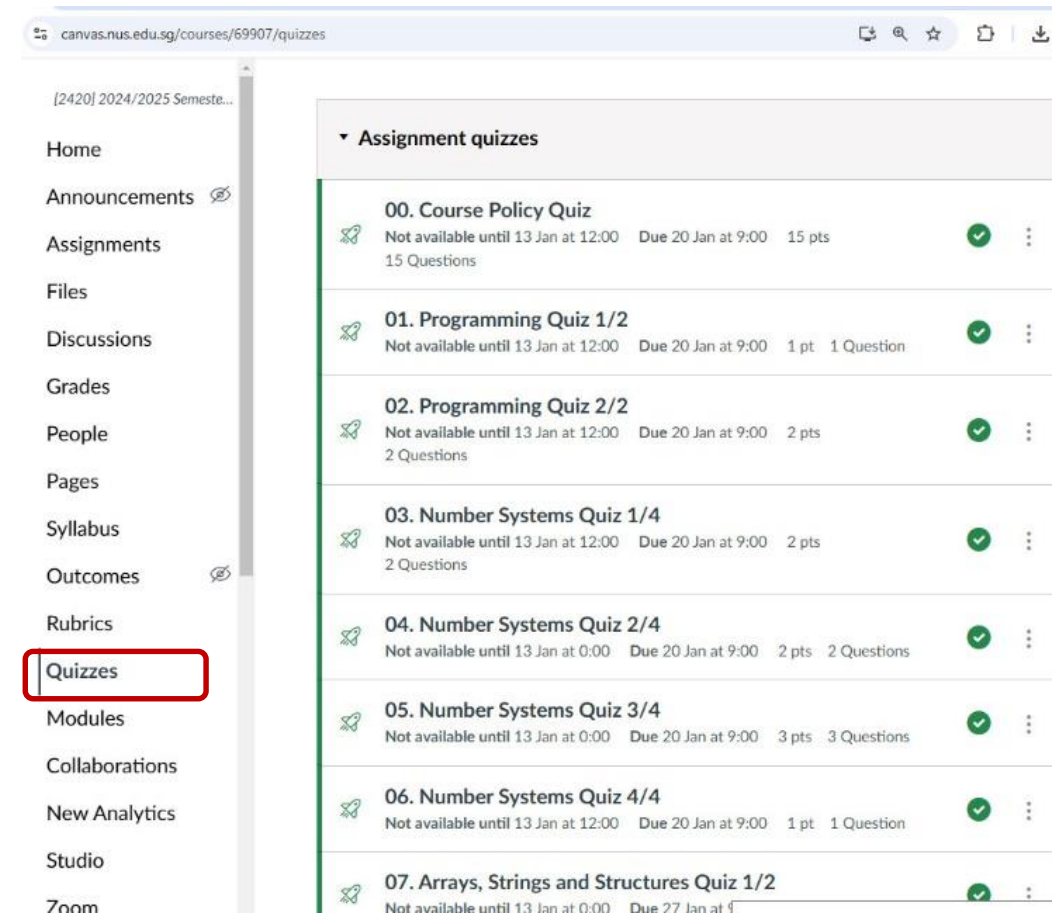 canvas.nus.edu.sg/courses/69907/quizzes
[2420] 2024/2025 Semeste...
Home
Announcements
Assignments
Files
Discussions
Grades
People
Pages
Syllabus
Outcomes
Rubrics
Quizzes
Modules
Collaborations
New Analytics
Studio
Zoom
Assignment quizzes
00. Course Policy Quiz
Not available until 13 Jan at 12:00 Due 20 Jan at 9:00 15 pts
15 Questions
01. Programming Quiz 1/2
Not available until 13 Jan at 12:00 Due 20 Jan at 9:00 1 pt 1 Question
02. Programming Quiz 2/2
Not available until 13 Jan at 12:00 Due 20 Jan at 9:00 2 pts
2 Questions
03. Number Systems Quiz 1/4
Not available until 13 Jan at 12:00 Due 20 Jan at 9:00 2 pts
2 Questions
04. Number Systems Quiz 2/4
Not available until 13 Jan at 0:00 Due 20 Jan at 9:00 2 pts 2 Questions
05. Number Systems Quiz 3/4
Not available until 13 Jan at 0:00 Due 20 Jan at 9:00 3 pts 3 Questions
06. Number Systems Quiz 4/4
Not available until 13 Jan at 12:00 Due 20 Jan at 9:00 1 pt 1 Question
07. Arrays, Strings and Structures Quiz 1/2
Not available until 13 Jan at 0:00 Due 27 Jan at